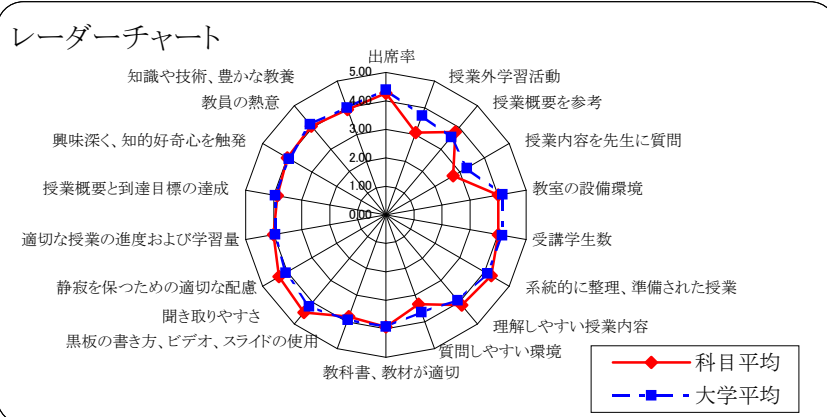 レーダーチャート
出席率
授業外学習活動
授業概要を参考
授業内容を先生に質問
教室の設備環境
受講学生数
系統的に整理、準備された授業
理解しやすい授業内容
質問しやすい環境
教科書、教材が適切
黒板の書き方、ビデオ、スライドの使用
聞き取りやすさ
静寂を保つための適切な配慮
適切な授業の進度および学習量
授業概要と到達目標の達成
興味深く、知的好奇心を触発
教員の熱意
知識や技術、豊かな教養
5.00
4.00
3.00
2.00
1.00
0.00
科目平均
大学平均